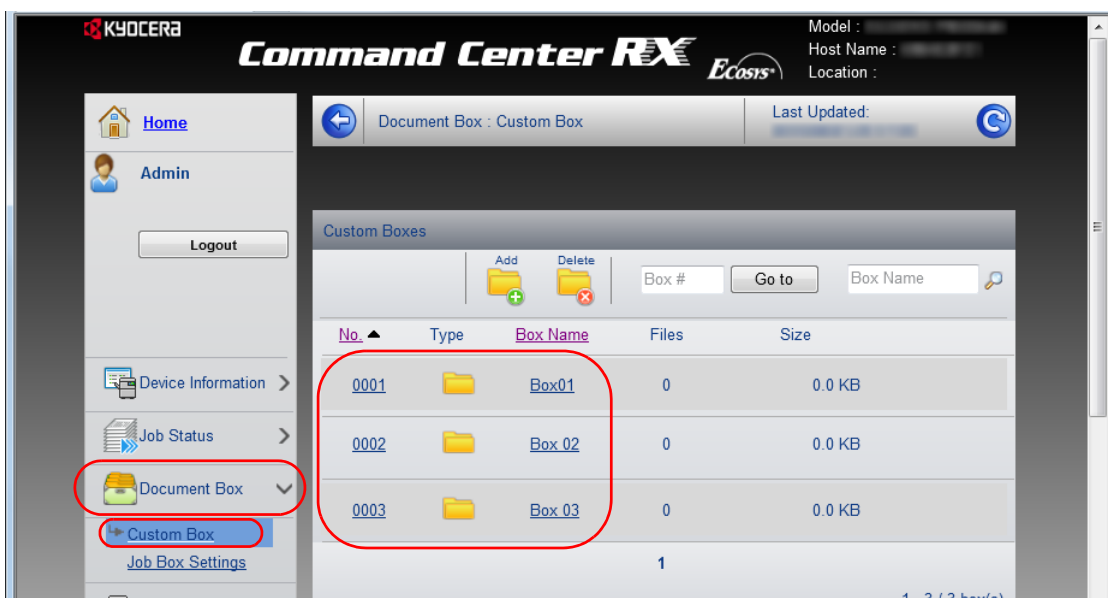 KYOCERA
Command Center RX
Ecosys
Model :
Host Name :
Location :
Home
Admin
Logout
Device Information
Job Status
Document Box
Custom Box
Job Box Settings
Document Box : Custom Box
Last Updated:
Custom Boxes
Add Delete
Box # Go to Box Name
No. Type Box Name Files Size
0001 Box01 0 0.0 KB
0002 Box 02 0 0.0 KB
0003 Box 03 0 0.0 KB
1